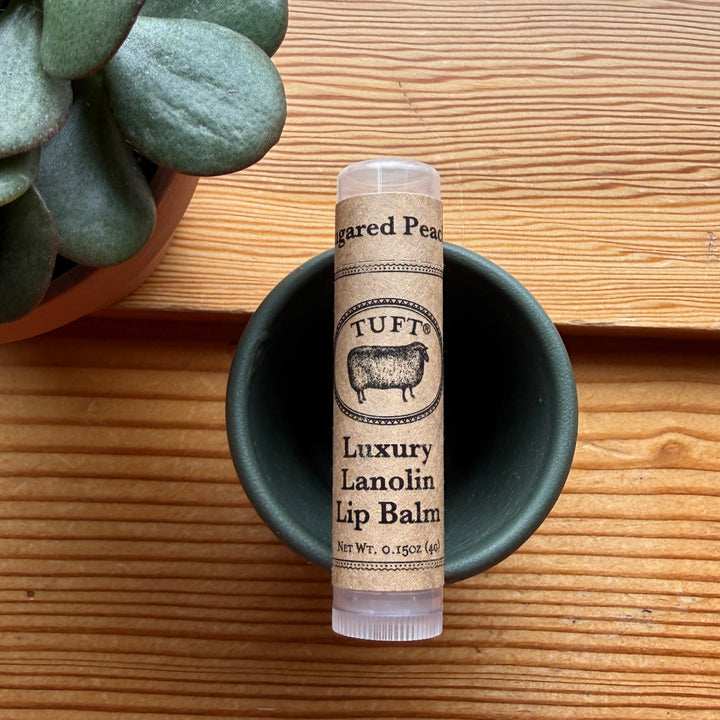 gared Peac
TUFT®
Luxury
Lanolin
Lip Balm
Net Wt. 0.15oz (4g)